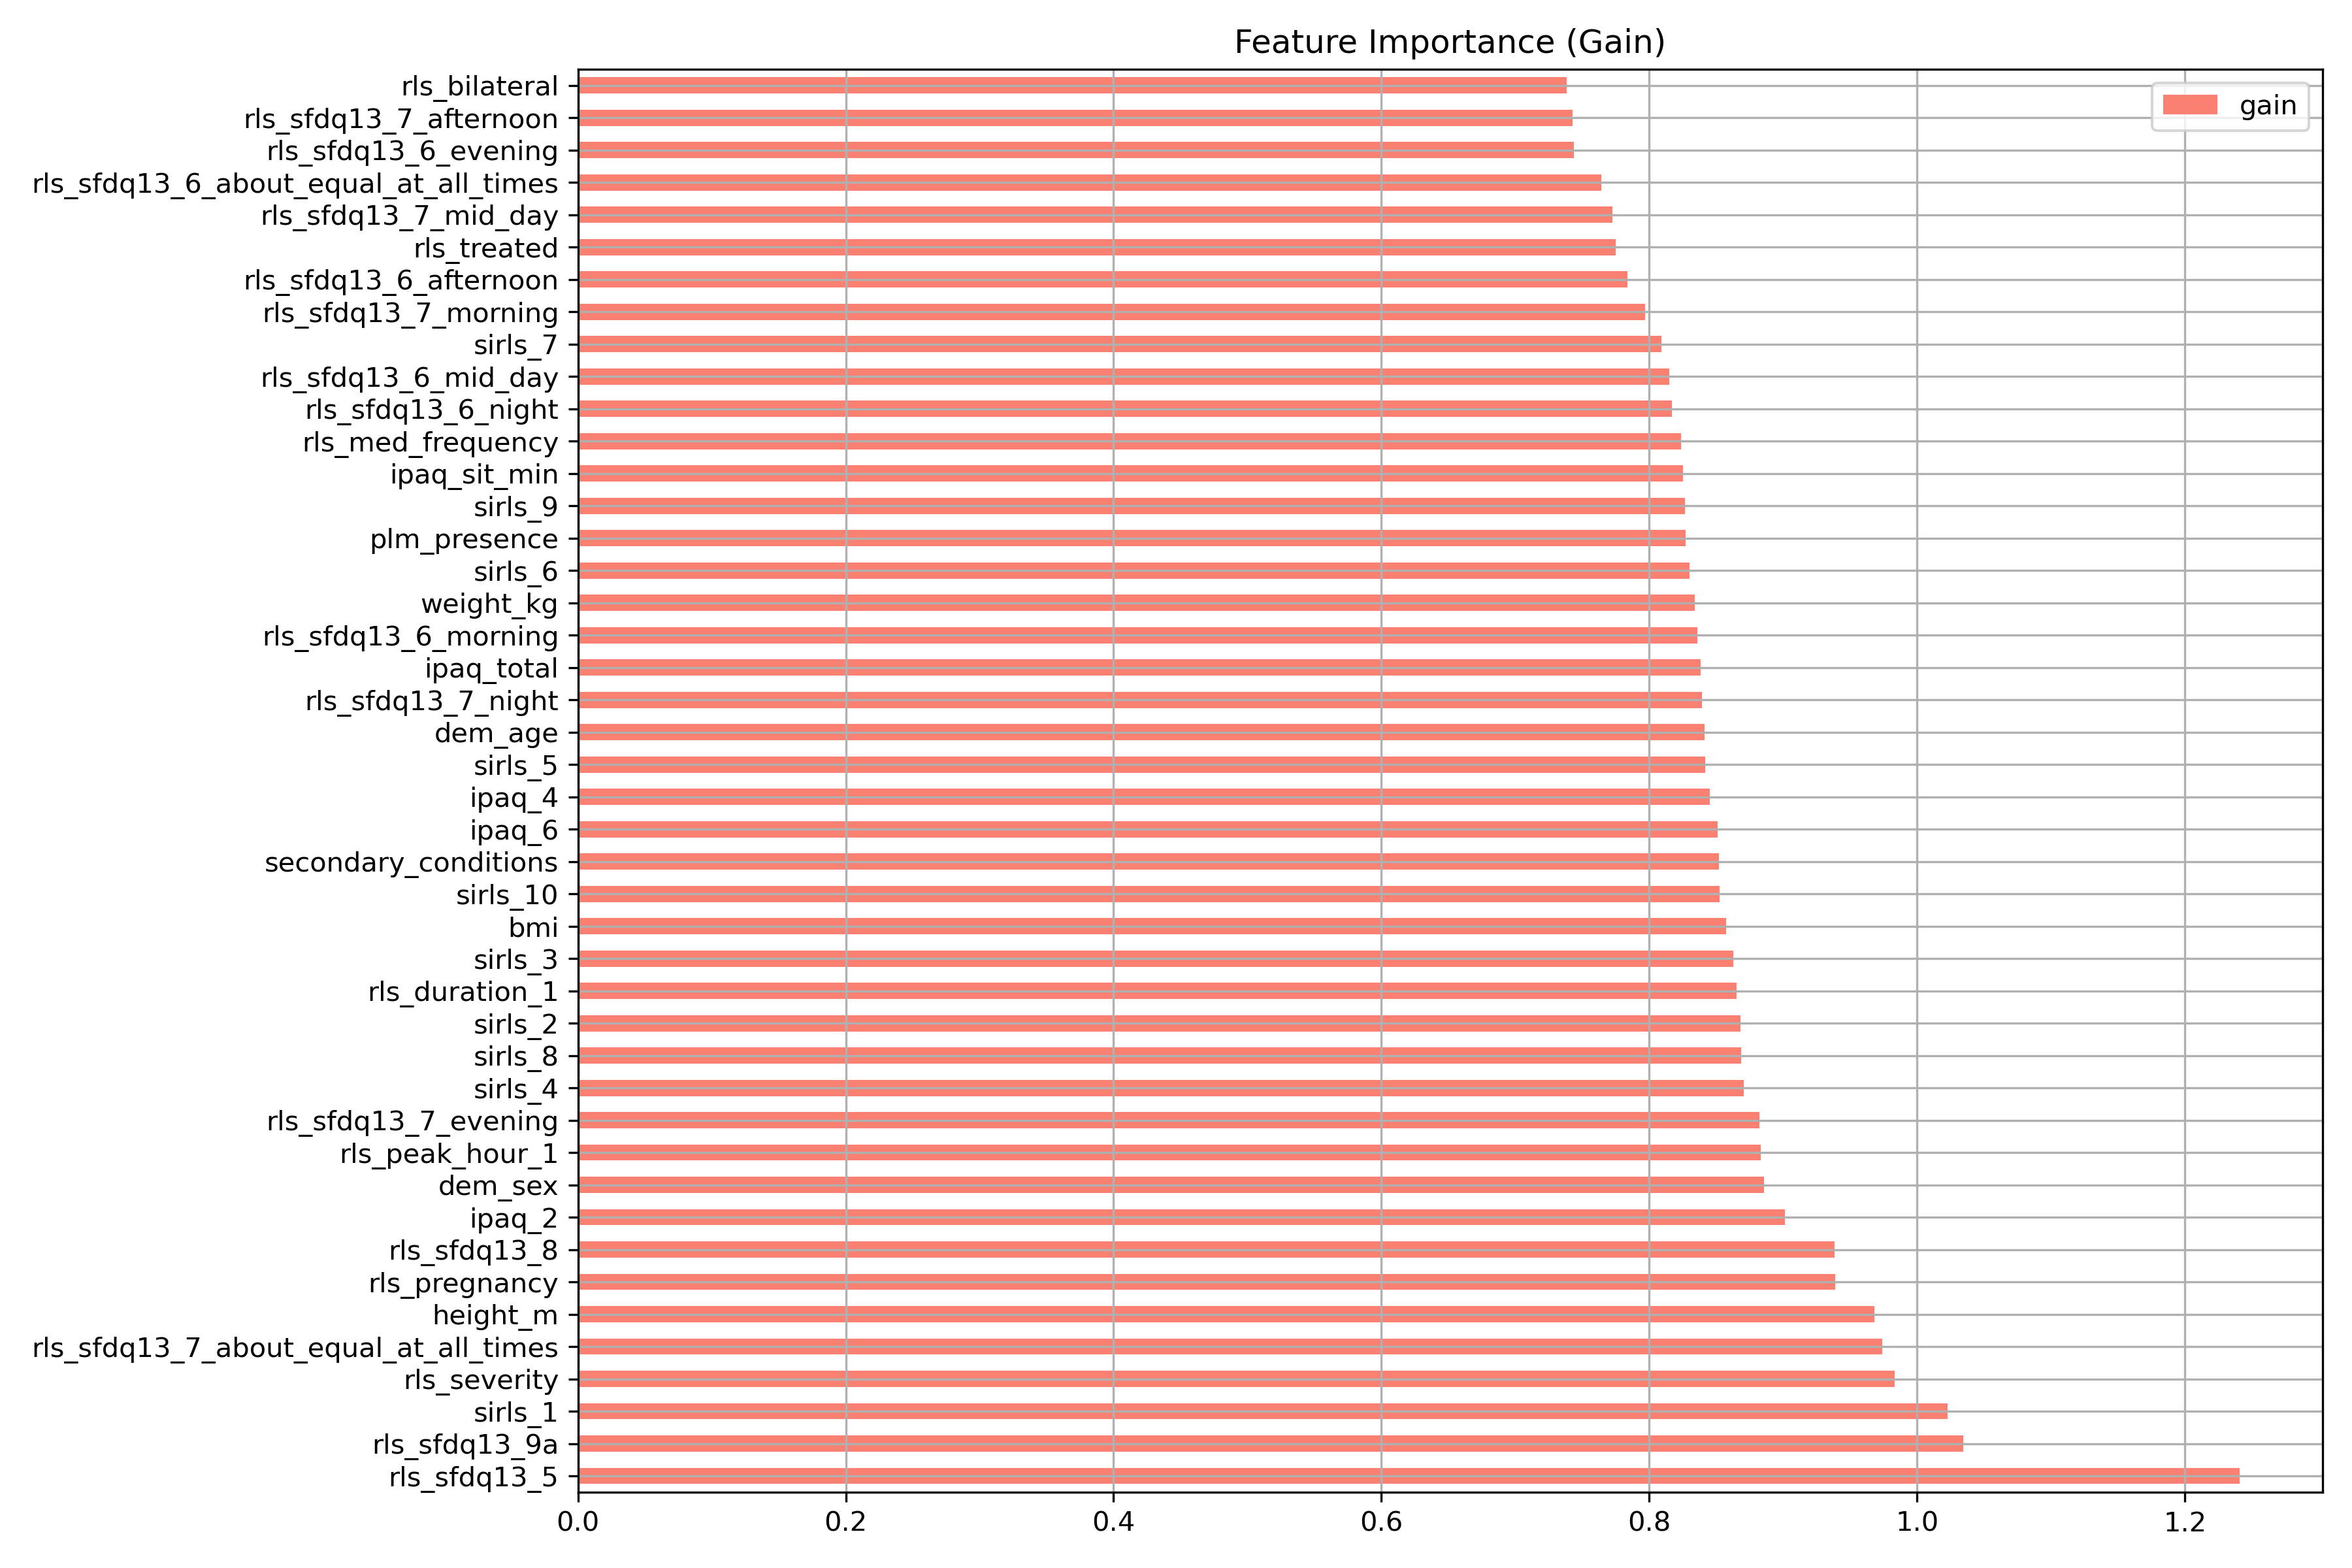 Feature Importance (Gain)
gain
rls_bilateral
rls_sfdq13_7_afternoon
rls_sfdq13_6_evening
rls_sfdq13_6_about_equal_at_all_times
rls_sfdq13_7_mid_day
rls_treated
rls_sfdq13_6_afternoon
rls_sfdq13_7_morning
sirls_7
rls_sfdq13_6_mid_day
rls_sfdq13_6_night
rls_med_frequency
ipaq_sit_min
sirls_9
plm_presence
sirls_6
weight_kg
rls_sfdq13_6_morning
ipaq_total
rls_sfdq13_7_night
dem_age
sirls_5
ipaq_4
ipaq_6
secondary_conditions
sirls_10
bmi
sirls_3
rls_duration_1
sirls_2
sirls_8
sirls_4
rls_sfdq13_7_evening
rls_peak_hour_1
dem_sex
ipaq_2
rls_sfdq13_8
rls_pregnancy
height_m
rls_sfdq13_7_about_equal_at_all_times
rls_severity
sirls_1
rls_sfdq13_9a
rls_sfdq13_5
0.0 0.2 0.4 0.6 0.8 1.0 1.2